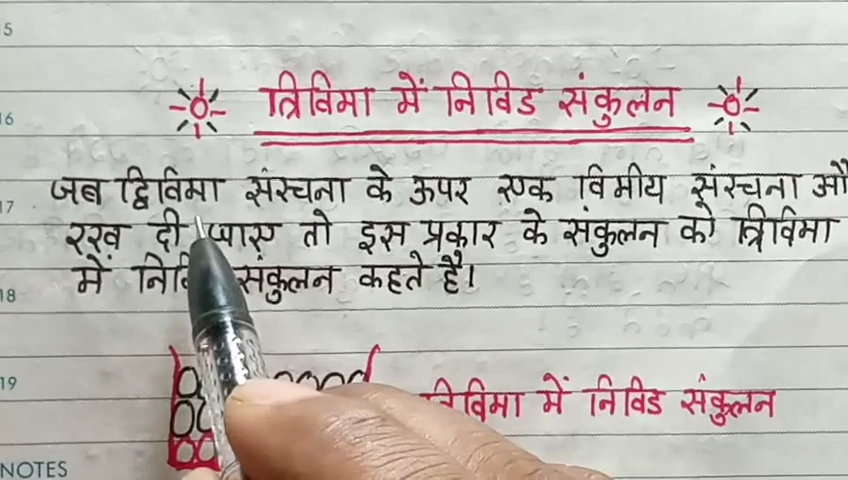 5
16
त्रिविमा में निविड संकुलन
17
जब द्विविमा संरचना के ऊपर एक विमीय संरचना औ
रख दी जाए तो इस प्रकार के संकुलन को त्रिविमा
18
में संकुलन कहते है।
19
में निविड संकुलन
NOTES